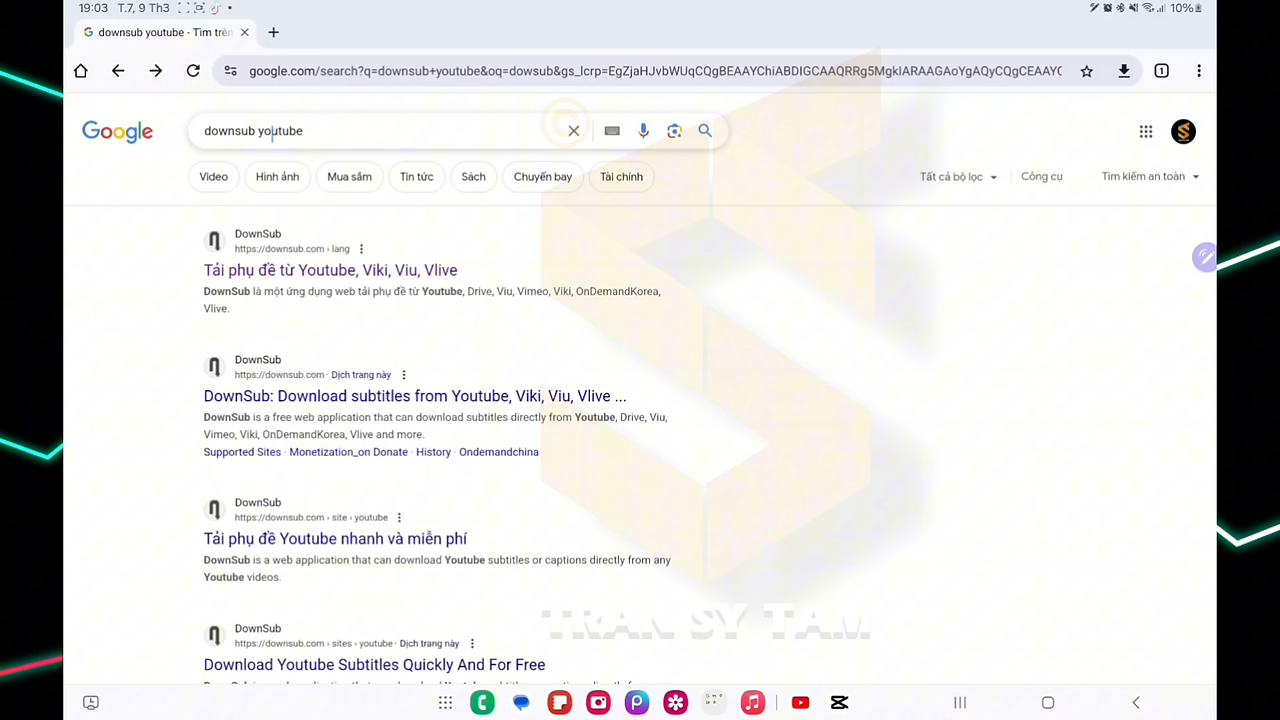 19:03 T.7, 9 Th3 10%
downsub youtube - Tìm trên
google.com/search?q=downsub+youtube&oq=dowsub&gs_lcrp=EgZjaHJvbWUqCQgBEAAYChiABDIGCAAQRRg5MgkIARAAGAoYgAQyCQgCEAAYC
Google
downsub youtube
Video Hình ảnh Mua sắm Tin tức Sách Chuyến bay Tài chính Tất cả bộ lọc Công cụ Tìm kiếm an toàn
DownSub
https://downsub.com › lang
Tải phụ đề từ Youtube, Viki, Viu, Vlive
DownSub là một ứng dụng web tải phụ đề từ Youtube, Drive, Viu, Vimeo, Viki, OnDemandKorea,
Vlive.
DownSub
https://downsub.com · Dịch trang này
DownSub: Download subtitles from Youtube, Viki, Viu, Vlive ...
DownSub is a free web application that can download subtitles directly from Youtube, Drive, Viu,
Vimeo, Viki, OnDemandKorea, Vlive and more.
Supported Sites · Monetization_on Donate · History · Ondemandchina
DownSub
https://downsub.com › site › youtube
Tải phụ đề Youtube nhanh và miễn phí
DownSub is a web application that can download Youtube subtitles or captions directly from any
Youtube videos.
TRAN SY TAM
DownSub
https://downsub.com › sites › youtube · Dịch trang này
Download Youtube Subtitles Quickly And For Free